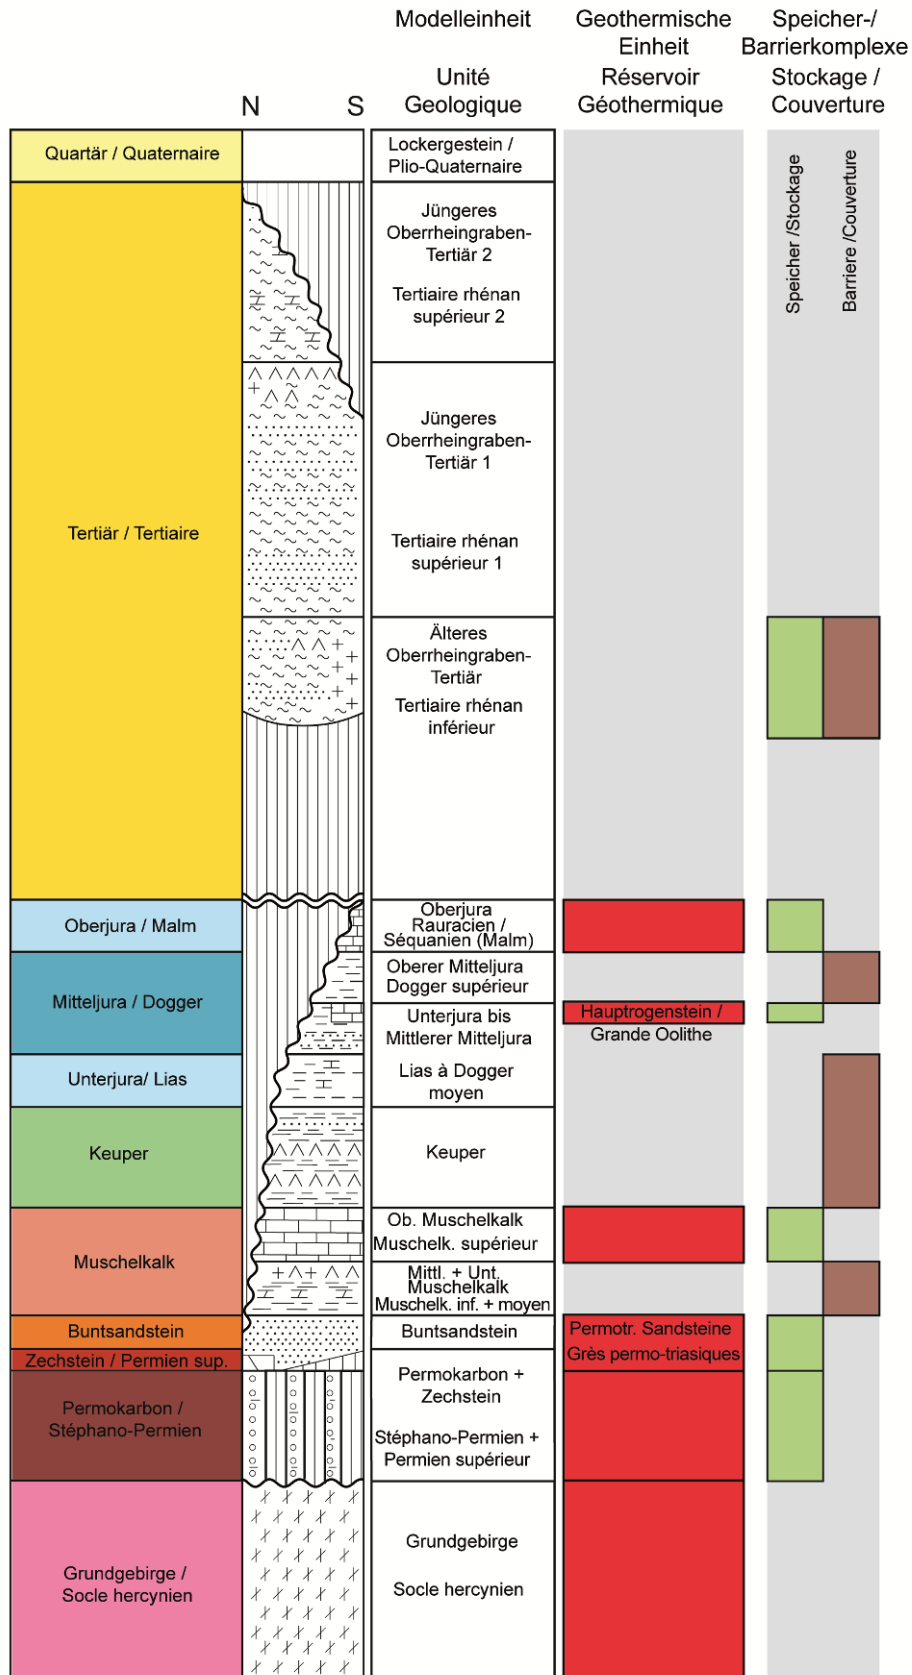 Modelleinheit
Unité
Geologique
Geothermische
Einheit
Réservoir
Géothermique
Speicher-/
Barrierkomplexe
Stockage /
Couverture
N
S
Speicher /Stockage
Barriere /Couverture
Quartär / Quaternaire
Lockergestein /
Plio-Quaternaire
Tertiär / Tertiaire
Jüngeres
Oberrheingraben-
Tertiär 2
Tertiaire rhénan
supérieur 2
Jüngeres
Oberrheingraben-
Tertiär 1
Tertiaire rhénan
supérieur 1
Älteres
Oberrheingraben-
Tertiär
Tertiaire rhénan
inférieur
Oberjura / Malm
Oberjura
Rauracien /
Séquanien (Malm)
Mitteljura / Dogger
Oberer Mitteljura
Dogger supérieur
Unterjura bis
Mittlerer Mitteljura
Hauptrogenstein /
Grande Oolithe
Unterjura/ Lias
Lias à Dogger
moyen
Keuper
Keuper
Muschelkalk
Ob. Muschelkalk
Muschelk. supérieur
Mittl. + Unt.
Muschelkalk
Muschelk. inf. + moyen
Buntsandstein
Buntsandstein
Permotr. Sandsteine
Grès permo-triasiques
Zechstein / Permien sup.
Permokarbon /
Stéphano-Permien
Permokarbon +
Zechstein
Stéphano-Permien +
Permien supérieur
Grundgebirge /
Socle hercynien
Grundgebirge
Socle hercynien